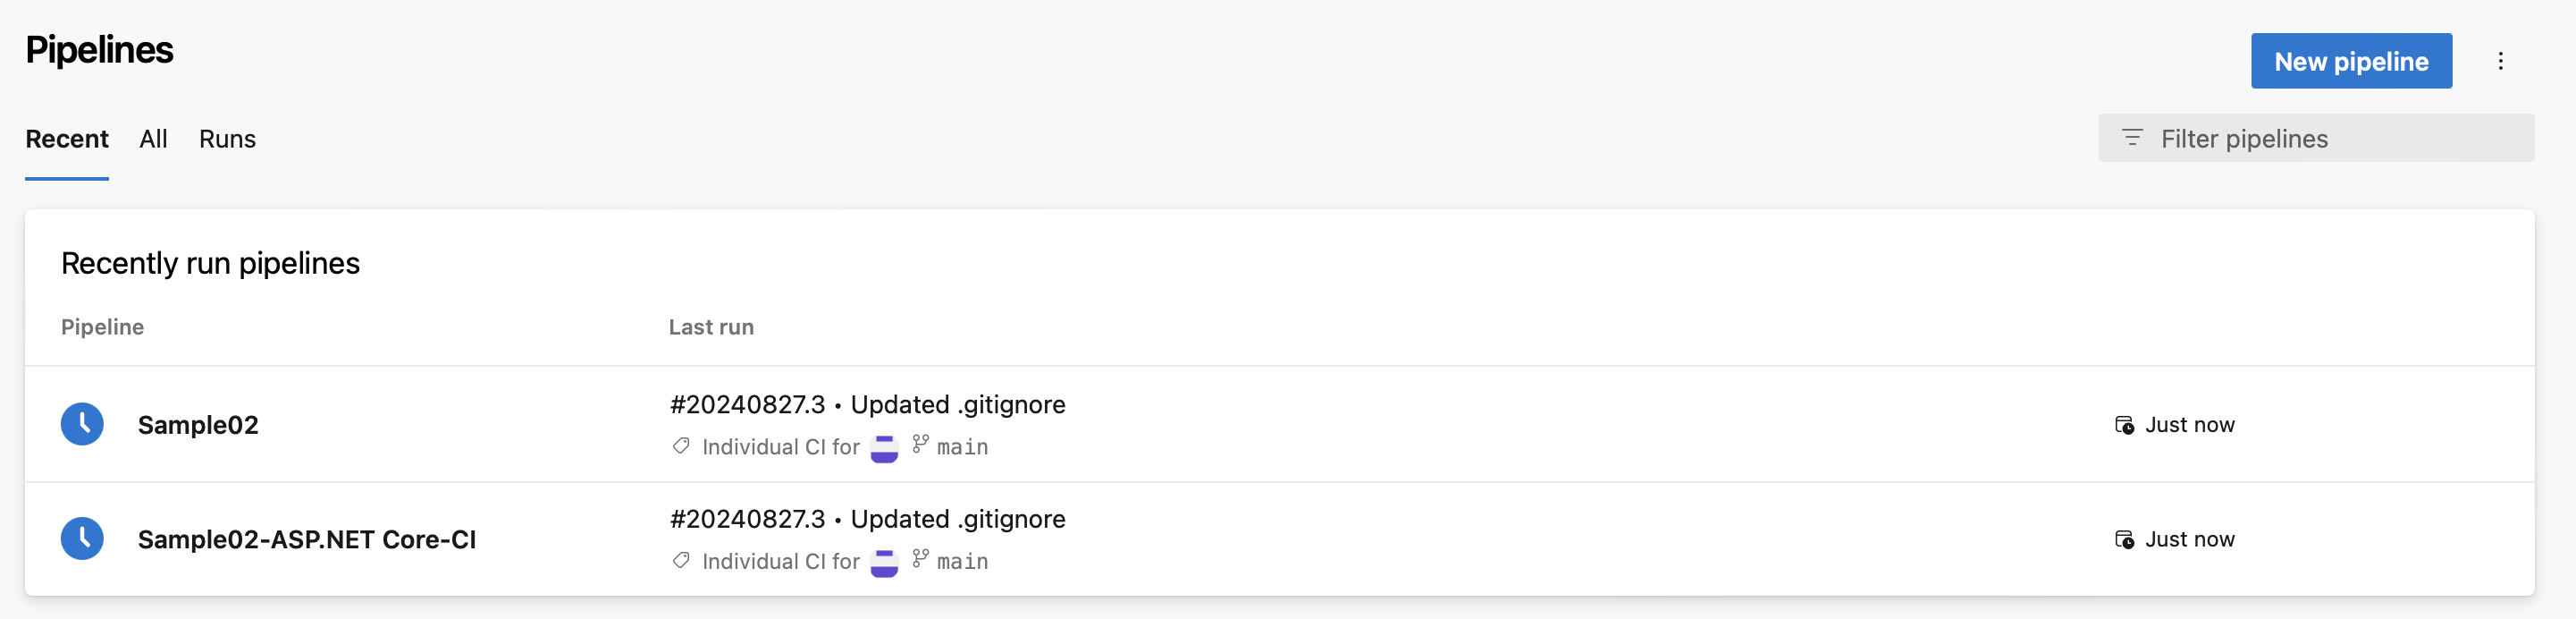 Pipelines
New pipeline
Recent All Runs
Filter pipelines
Recently run pipelines
Pipeline Last run
Sample02
#20240827.3 • Updated .gitignore
Individual CI for main
Just now
Sample02-ASP.NET Core-CI
#20240827.3 • Updated .gitignore
Individual CI for main
Just now